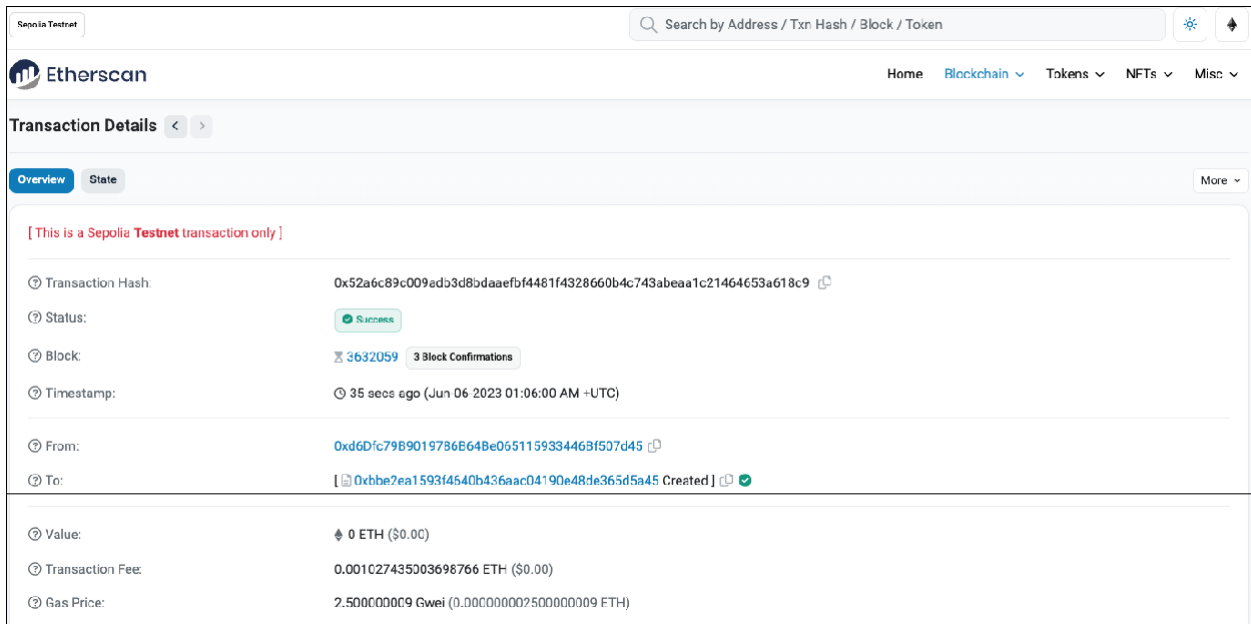 Sepolia Testnet
Search by Address / Txn Hash / Block / Token
Etherscan
Home Blockchain Tokens NFTs Misc
Transaction Details < >
Overview State
More
[ This is a Sepolia Testnet transaction only ]
Transaction Hash: 0x52a6c89c009adb3d8bdaaefbf4481f4328660b4c743abeaa1c21464653a618c9
Status: Success
Block: 3632059 3 Block Confirmations
Timestamp: 35 secs ago (Jun-06-2023 01:06:00 AM +UTC)
From: 0xd6Dfc79B9019786B64Be065115933446Bf507d45
To: [ 0xbbe2ea1593f4640b436aac04190e48de365d5a45 Created ]
Value: 0 ETH ($0.00)
Transaction Fee: 0.001027435003698766 ETH ($0.00)
Gas Price: 2.500000009 Gwei (0.000000002500000009 ETH)